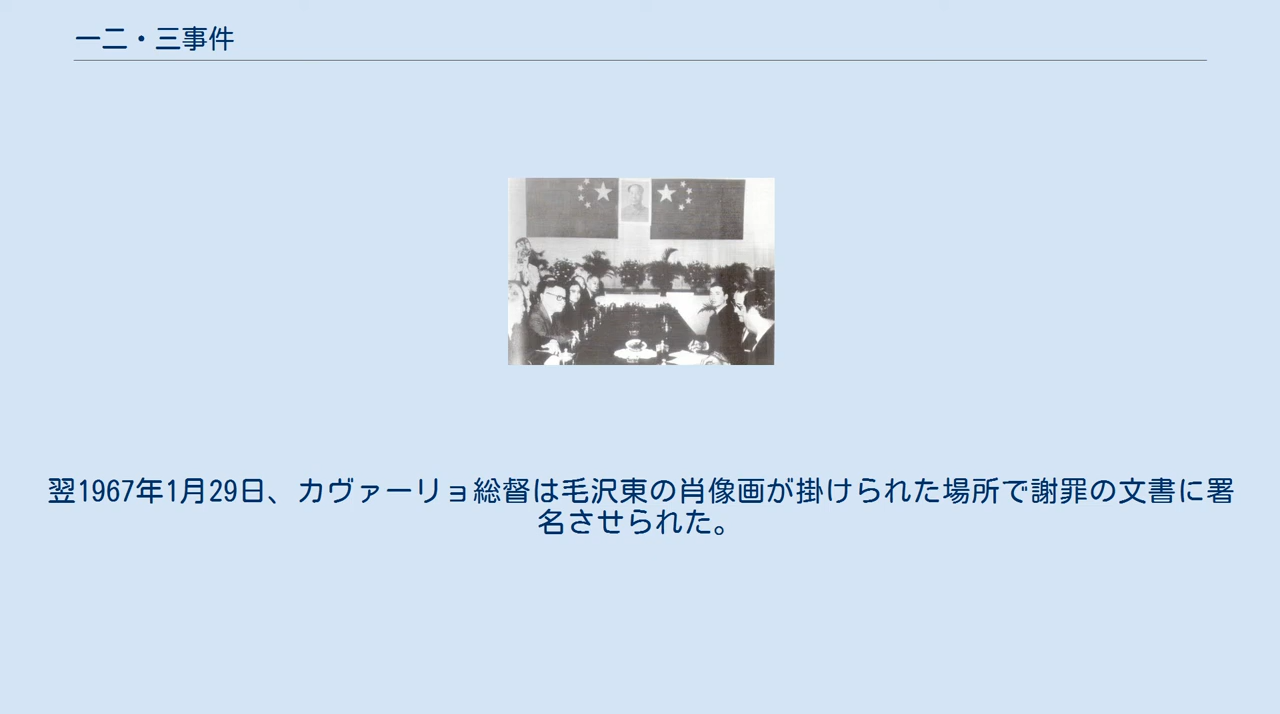 一二・三事件
翌1967年1月29日、カヴァーリョ総督は毛沢東の肖像画が掛けられた場所で謝罪の文書に署
名させられた。